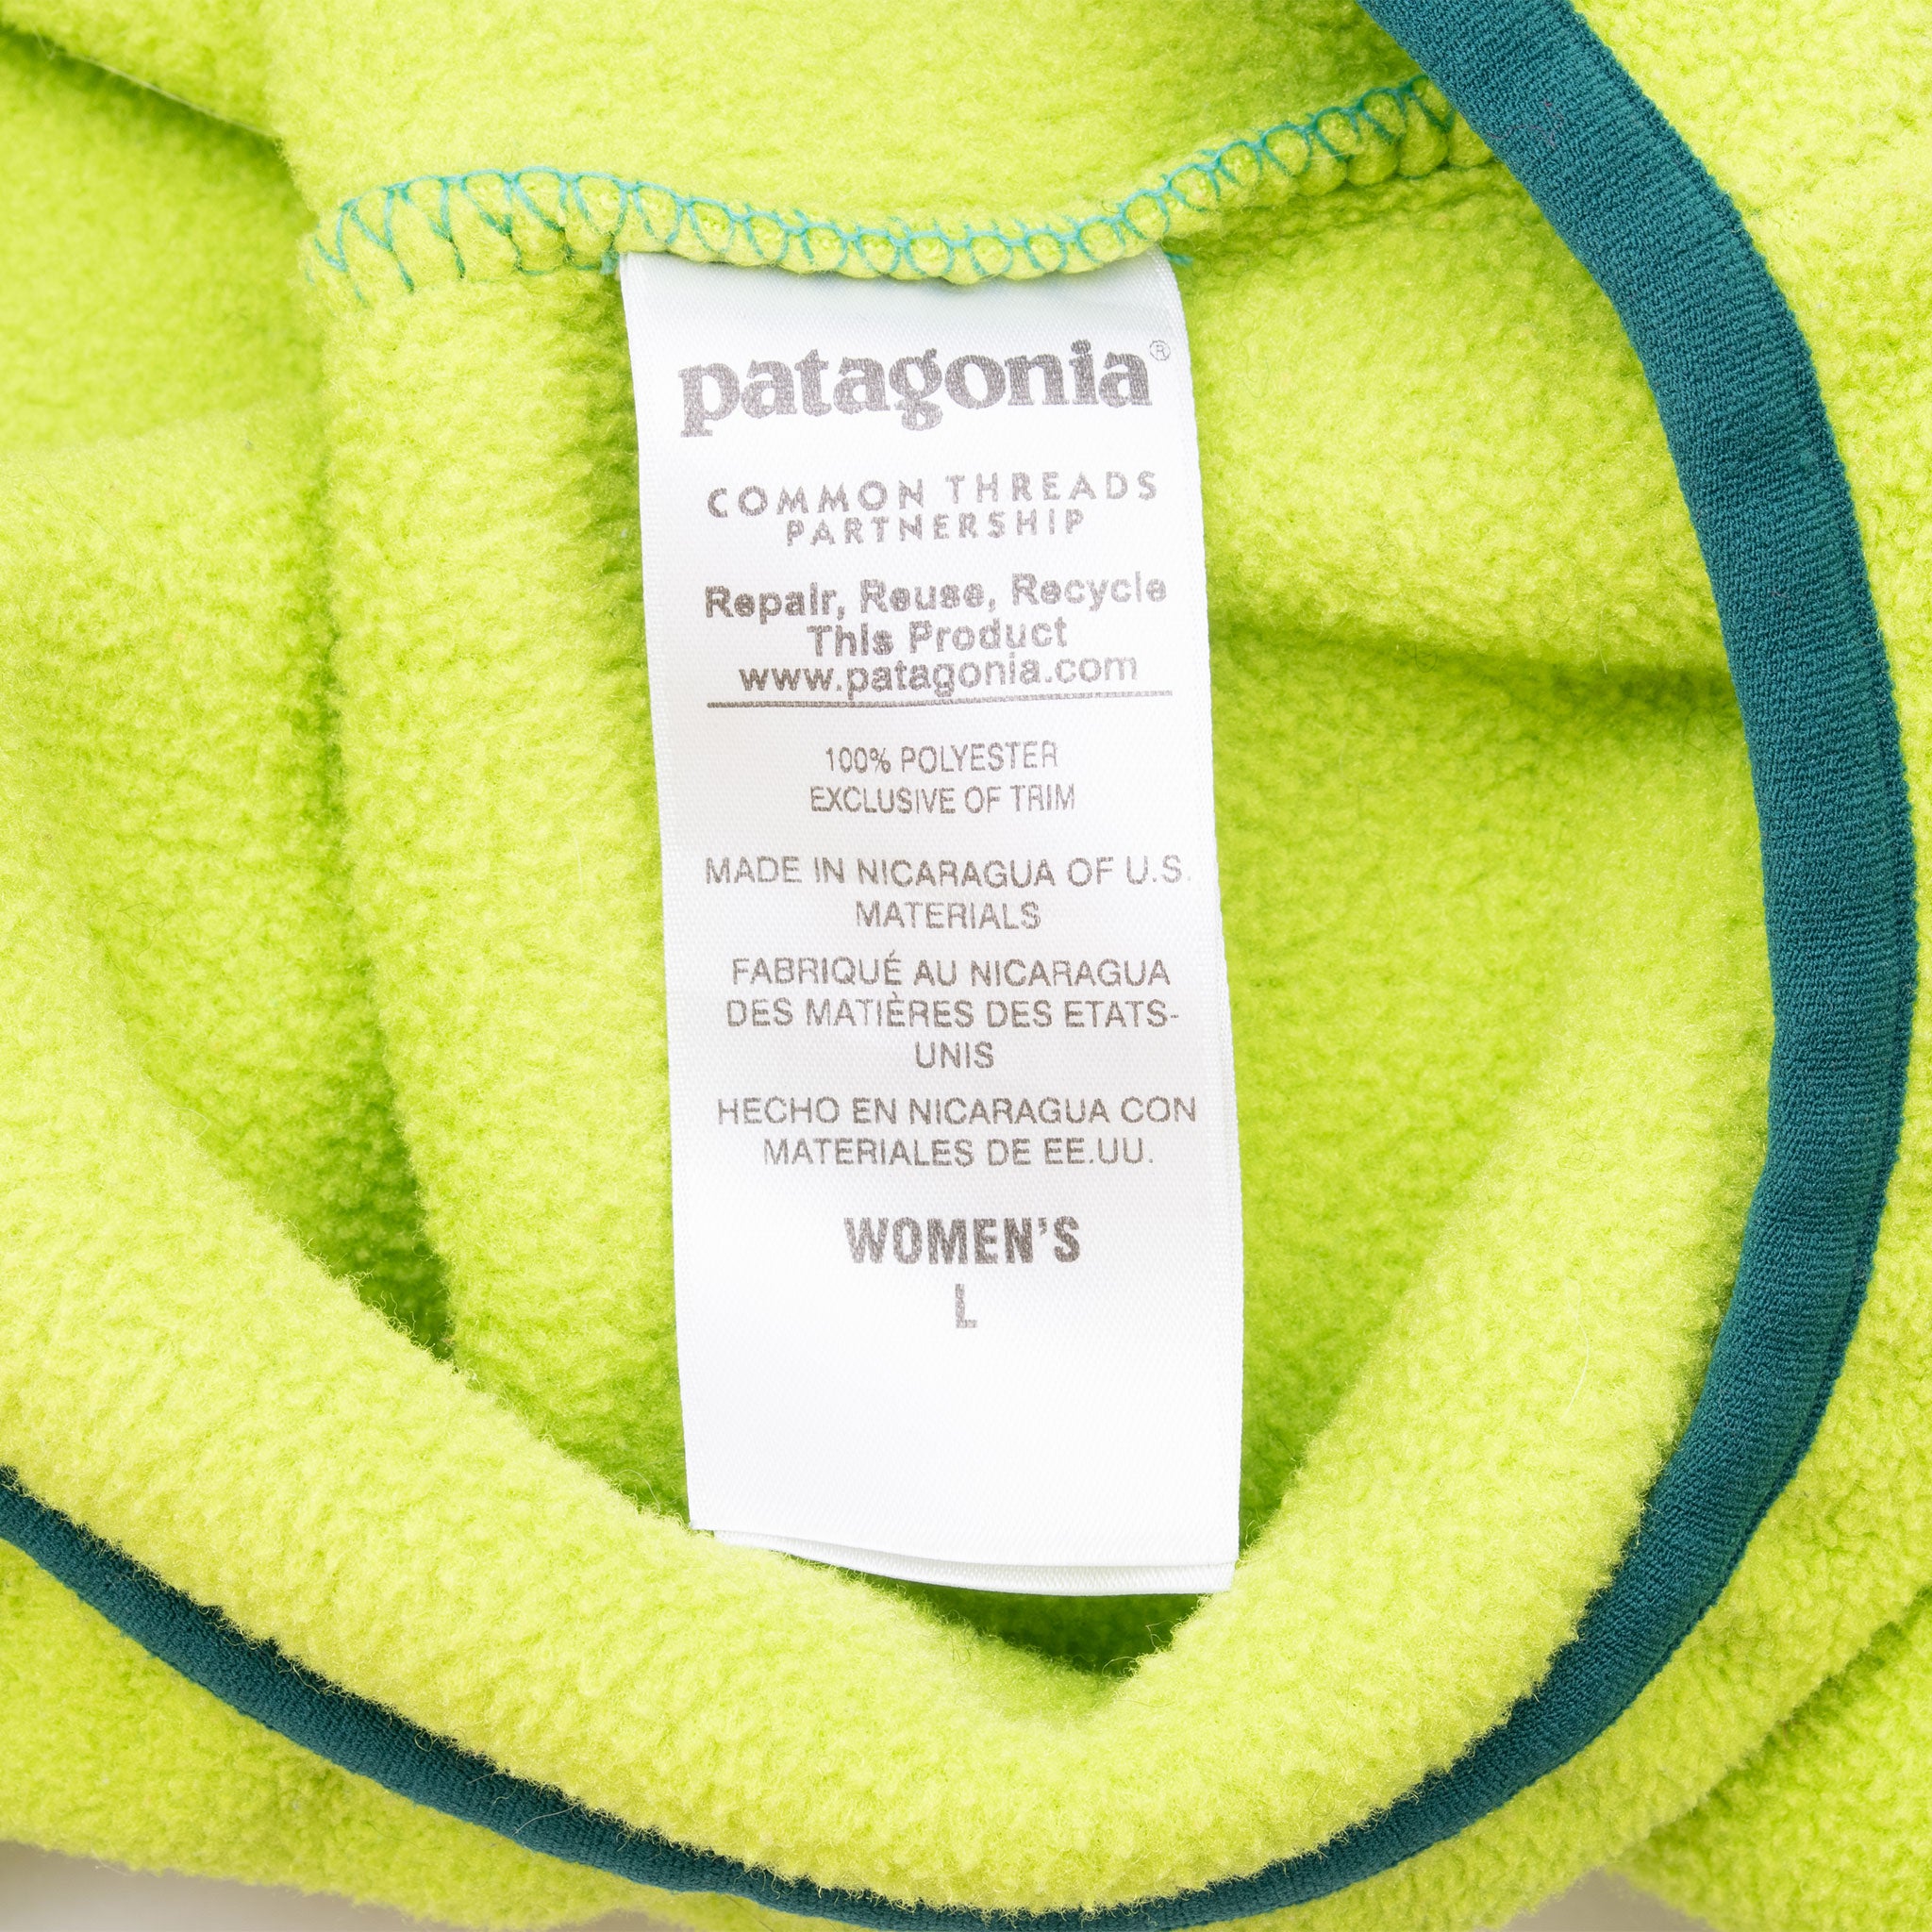 patagonia®
COMMON THREADS
PARTNERSHIP
Repair, Reuse, Recycle
This Product
www.patagonia.com
100% POLYESTER
EXCLUSIVE OF TRIM
MADE IN NICARAGUA OF U.S.
MATERIALS
FABRIQUÉ AU NICARAGUA
DES MATIÈRES DES ETATS-
UNIS
HECHO EN NICARAGUA CON
MATERIALES DE EE.UU.
WOMEN'S
L